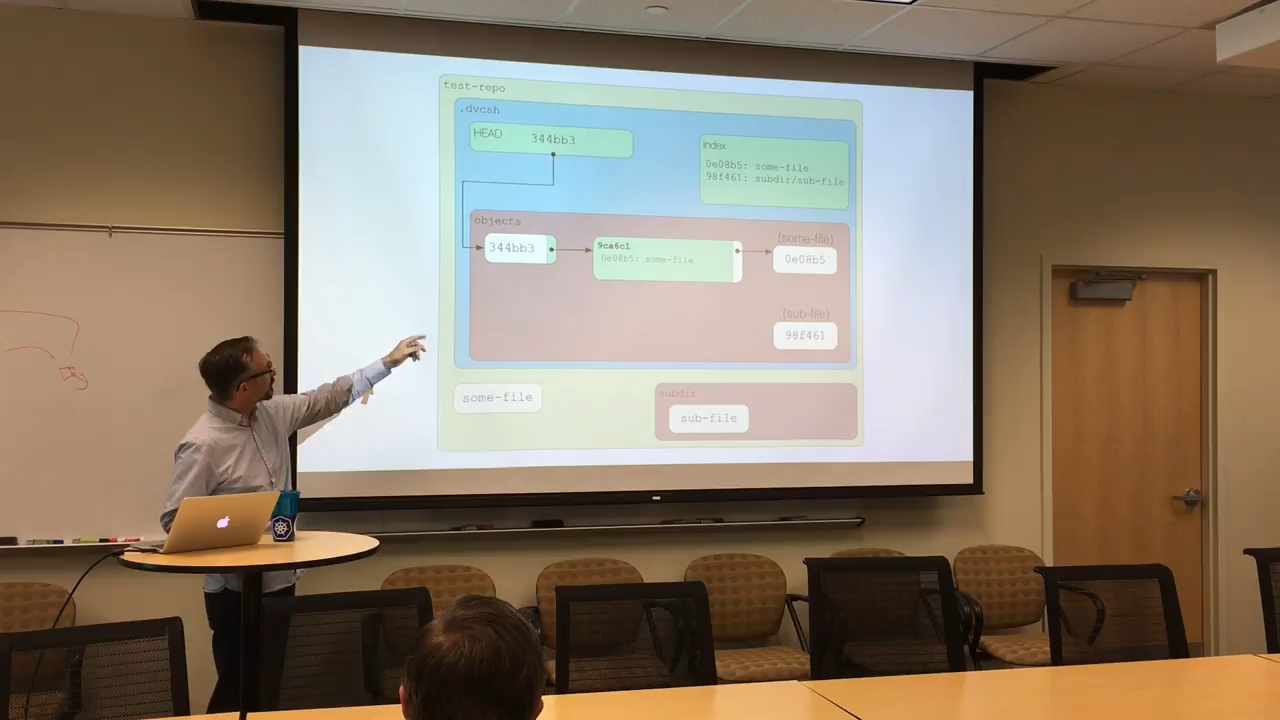 test-repo
.dvcsh
HEAD 344bb3
index
0e08b5: some-file
98f461: subdir/sub-file
objects
344bb3
9ca6c1
0e08b5: some-file
(some-file)
0e08b5
(sub-file)
98f461
some-file
subdir
sub-file